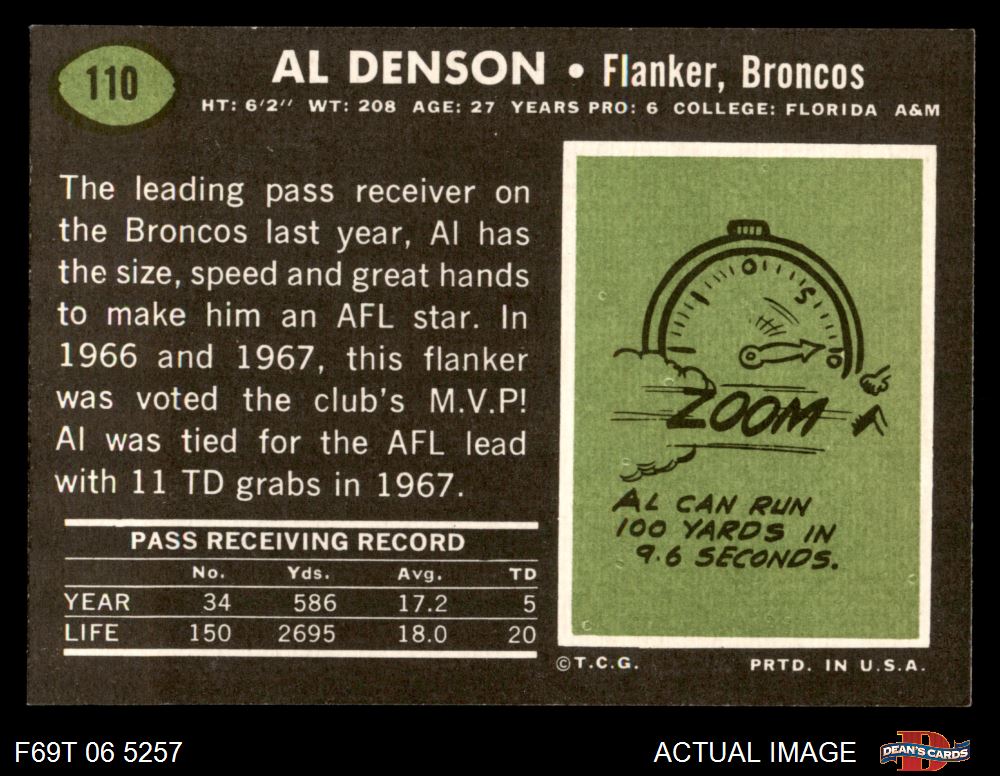 110
AL DENSON • Flanker, Broncos
HT: 6'2" WT: 208 AGE: 27 YEARS PRO: 6 COLLEGE: FLORIDA A&M
The leading pass receiver on
the Broncos last year, Al has
the size, speed and great hands
to make him an AFL star. In
1966 and 1967, this flanker
was voted the club's M.V.P!
Al was tied for the AFL lead
with 11 TD grabs in 1967.
PASS RECEIVING RECORD
No. Yds. Avg. TD
YEAR 34 586 17.2 5
LIFE 150 2695 18.0 20
0
5
10
ZOOM
AL CAN RUN
100 YARDS IN
9.6 SECONDS.
©T.C.G. PRTD. IN U.S.A.
F69T 06 5257
ACTUAL IMAGE
D
DEAN'S CARDS